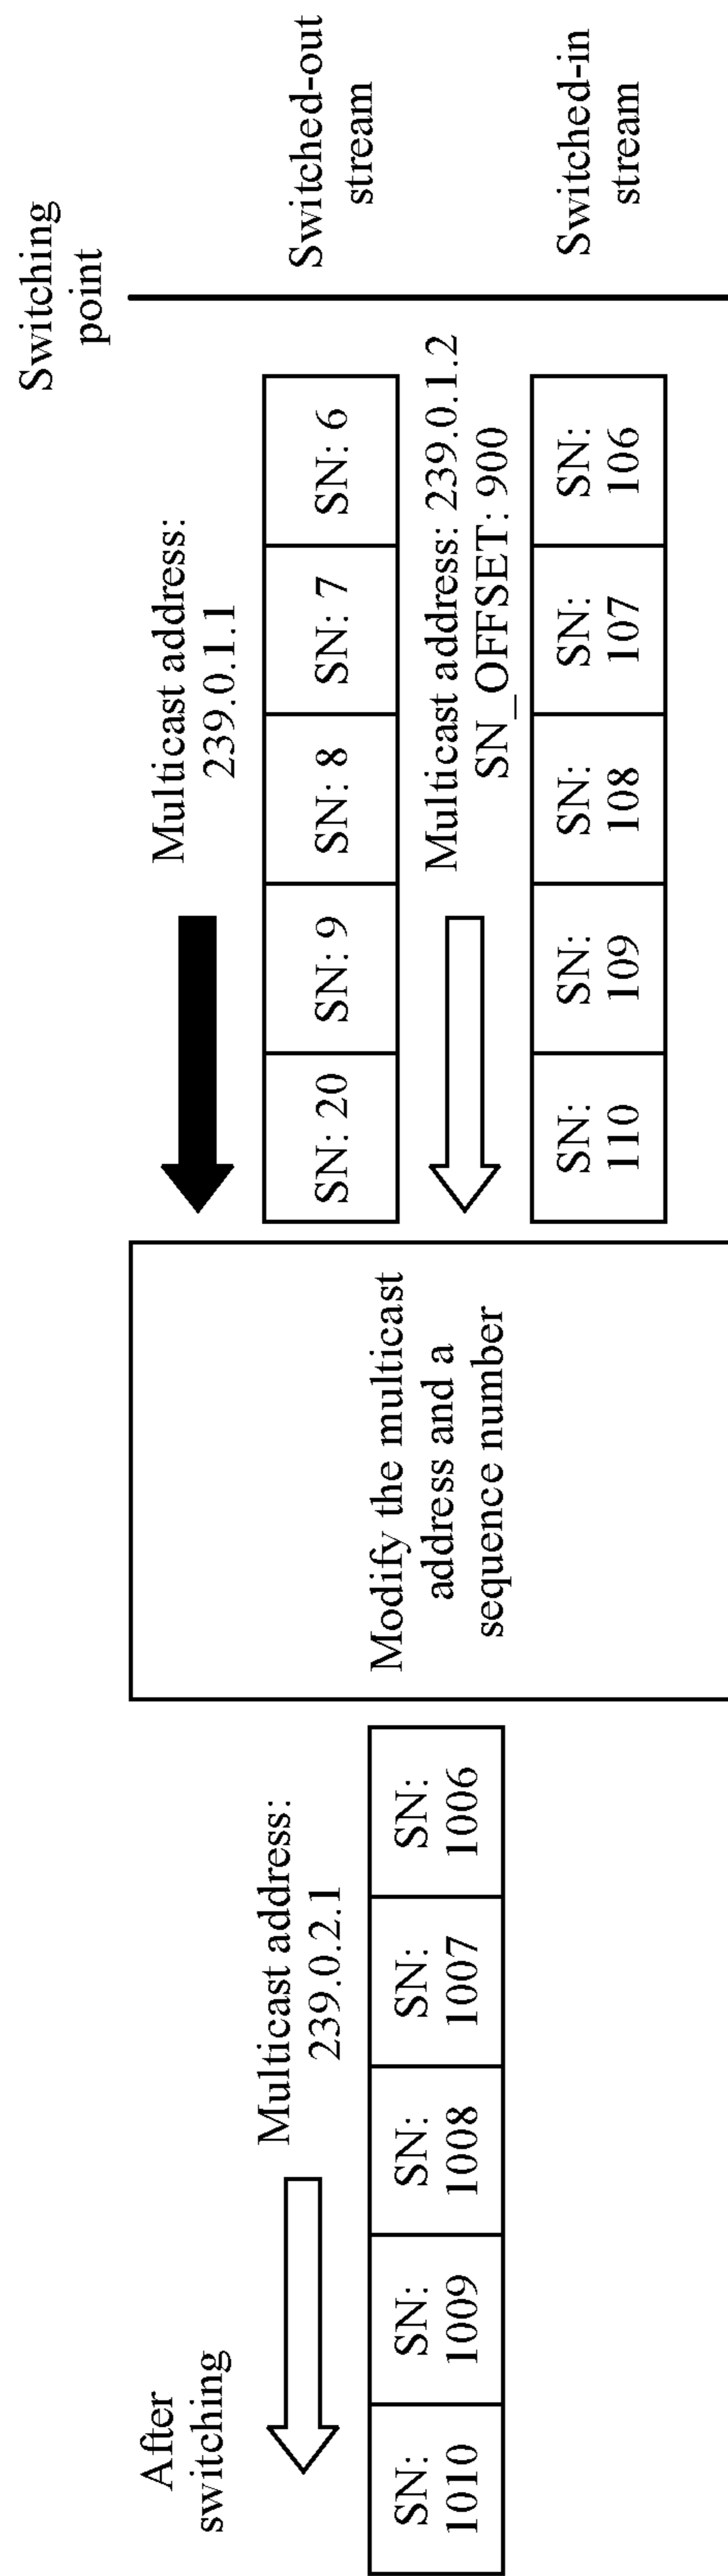 Switching
point
After
switching
Multicast address:
239.0.2.1
SN:
1010
SN:
1009
SN:
1008
SN:
1007
SN:
1006
Modify the multicast
address and a
sequence number
Multicast address:
239.0.1.1
SN: 20
SN: 9
SN: 8
SN: 7
SN: 6
Switched-out
stream
Multicast address: 239.0.1.2
SN_OFFSET: 900
SN:
110
SN:
109
SN:
108
SN:
107
SN:
106
Switched-in
stream